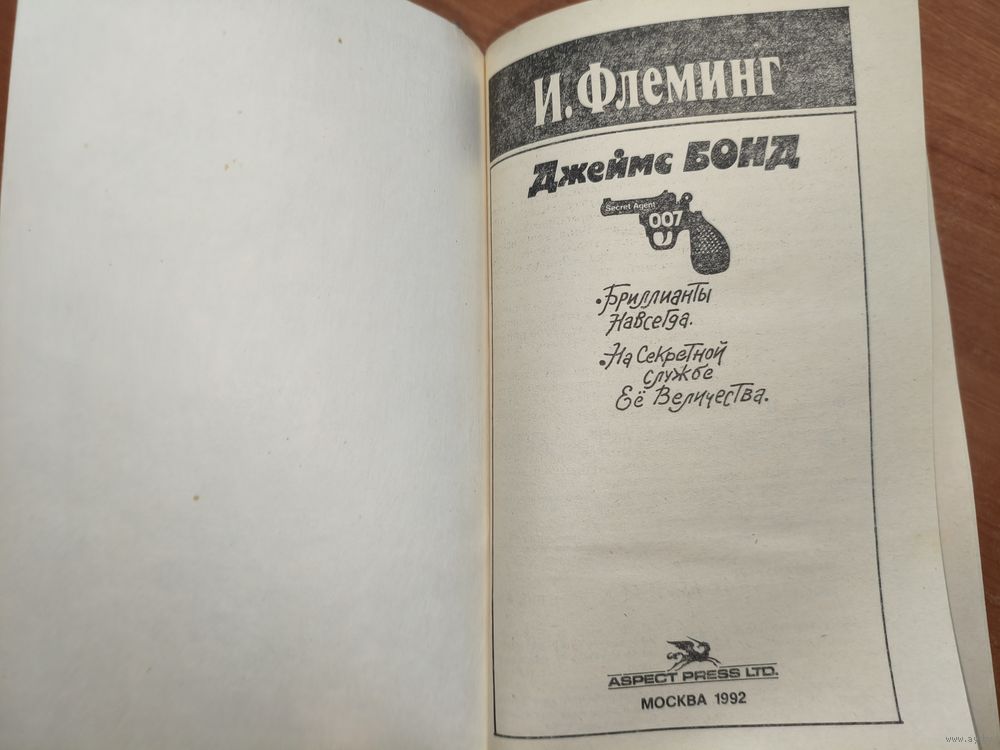 И. Флеминг
Джеймс БОНД
Secret Agent
007
• Бриллианты
Навсегда.
• На Секретной
службе
Её Величества.
ASPECT PRESS LTD.
МОСКВА 1992